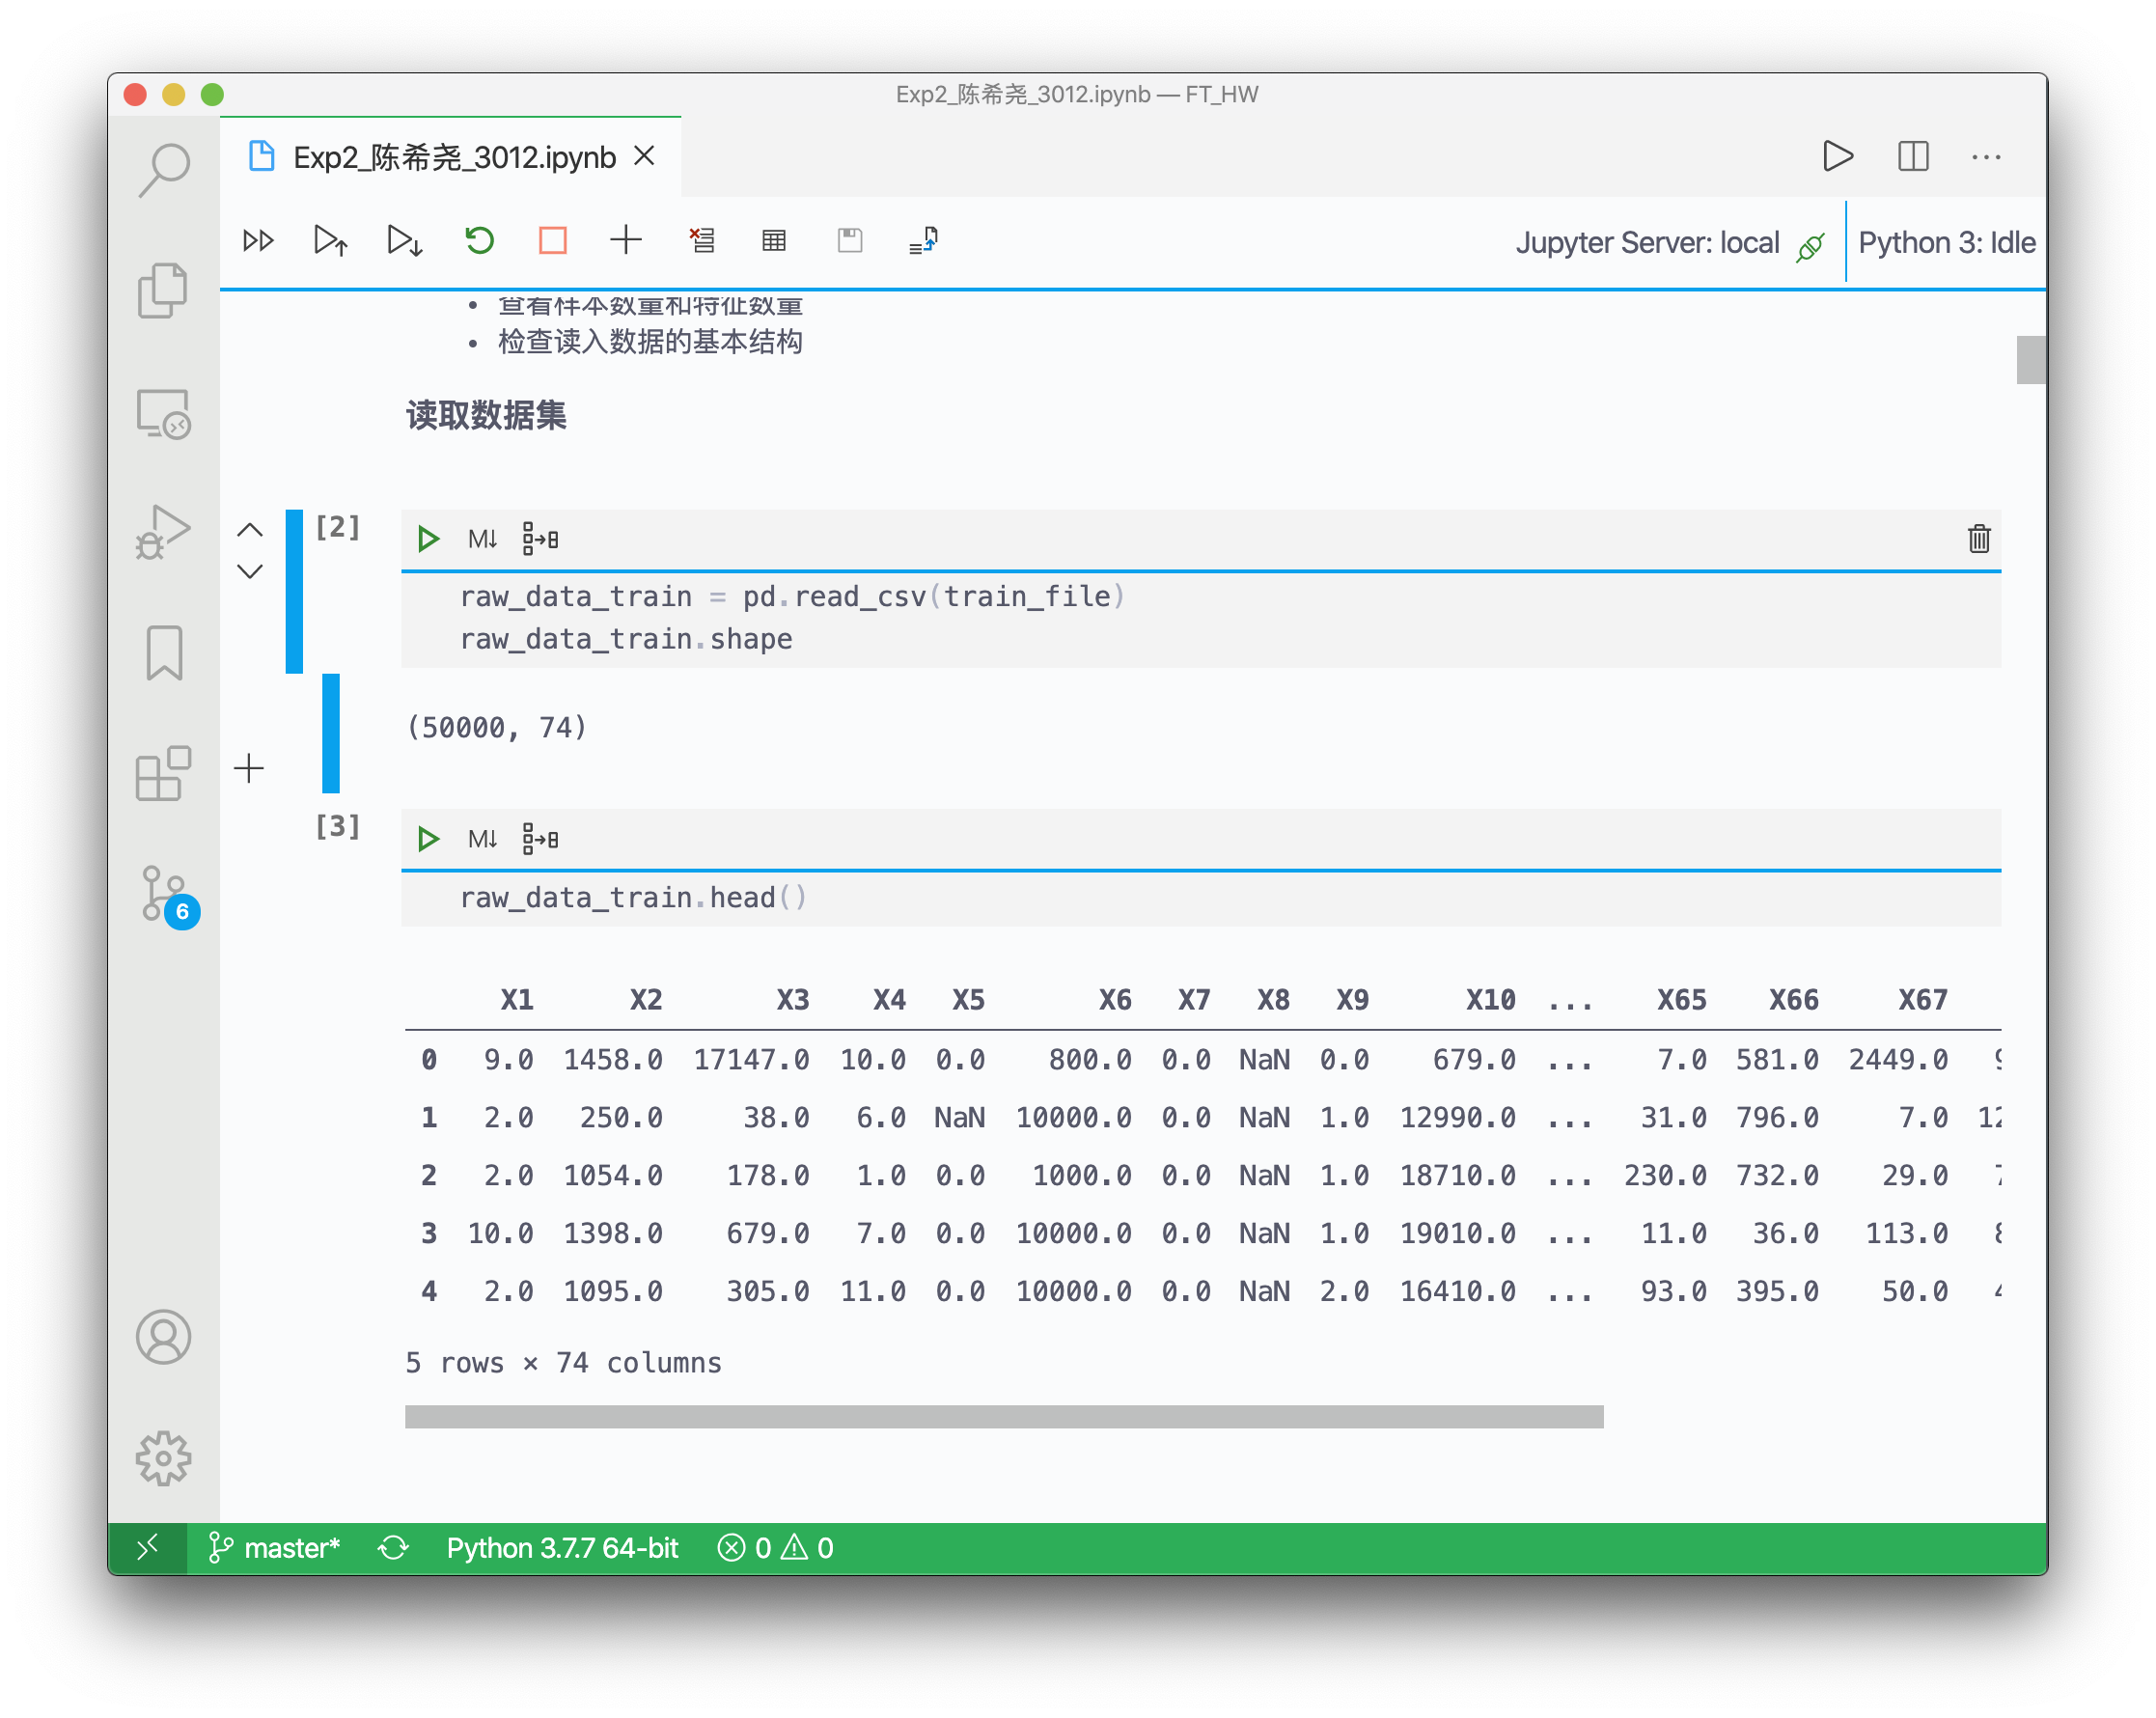 Exp2_陈希尧_3012.ipynb — FT_HW
Exp2_陈希尧_3012.ipynb
Jupyter Server: local
Python 3: Idle
• 查看样本数量和特征数量
• 检查读入数据的基本结构
读取数据集
[2]
M↓
raw_data_train = pd.read_csv(train_file)
raw_data_train.shape
(50000, 74)
[3]
M↓
raw_data_train.head()
X1 X2 X3 X4 X5 X6 X7 X8 X9 X10 ... X65 X66 X67
0 9.0 1458.0 17147.0 10.0 0.0 800.0 0.0 NaN 0.0 679.0 ... 7.0 581.0 2449.0
1 2.0 250.0 38.0 6.0 NaN 10000.0 0.0 NaN 1.0 12990.0 ... 31.0 796.0 7.0
2 2.0 1054.0 178.0 1.0 0.0 1000.0 0.0 NaN 1.0 18710.0 ... 230.0 732.0 29.0
3 10.0 1398.0 679.0 7.0 0.0 10000.0 0.0 NaN 1.0 19010.0 ... 11.0 36.0 113.0
4 2.0 1095.0 305.0 11.0 0.0 10000.0 0.0 NaN 2.0 16410.0 ... 93.0 395.0 50.0
5 rows × 74 columns
6
master*
Python 3.7.7 64-bit
0
0